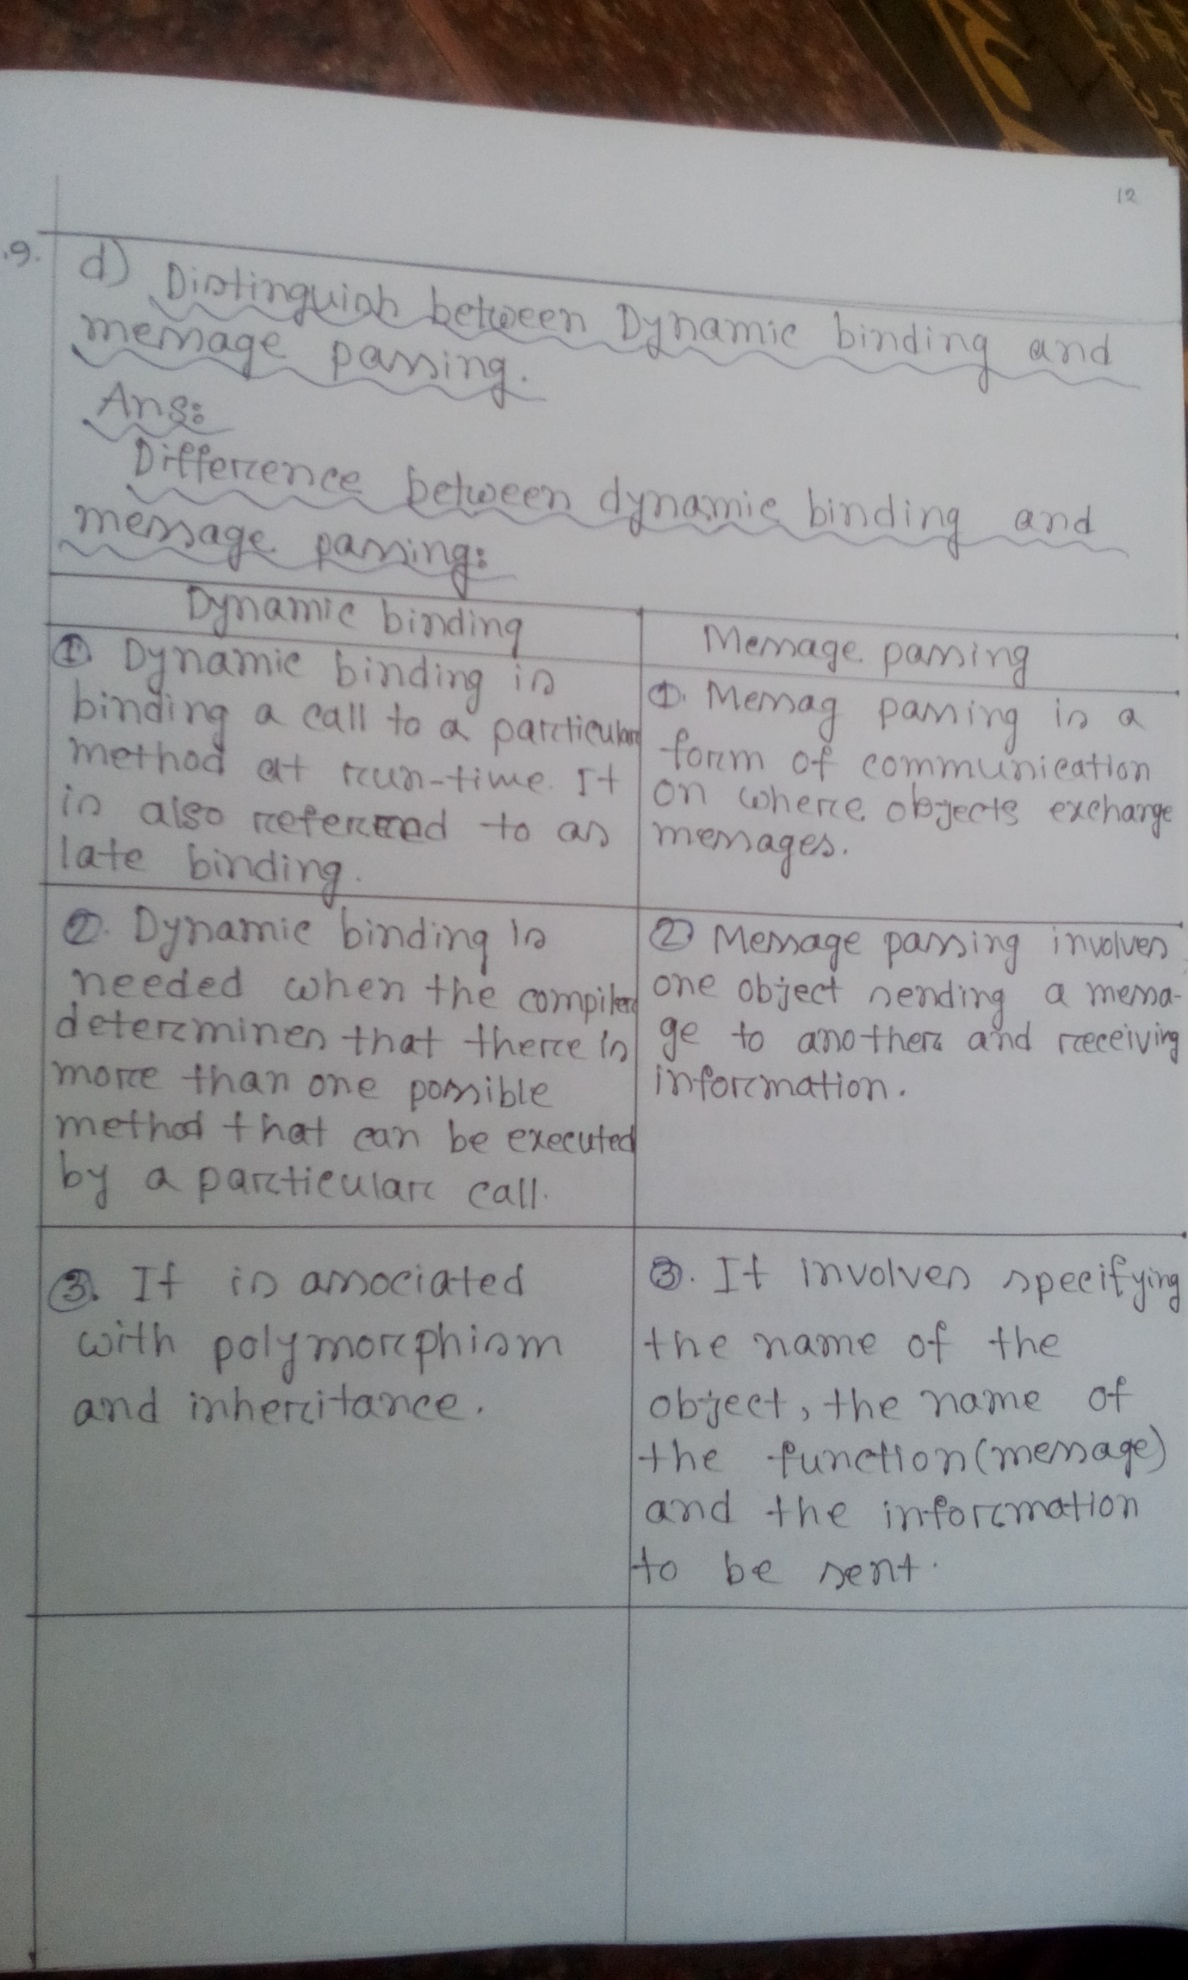 12
.9. d) Distinguish between Dynamic binding and
message passing.
Ans:
Difference between dynamic binding and
message passing:
Dynamic binding
① Dynamic binding is
binding a call to a particular
method at run-time. It
is also referred to as
late binding.
②. Dynamic binding is
needed when the compiler
determines that there is
more than one possible
method that can be executed
by a particular call.
③. It is associated
with polymorphism
and inheritance.
Message passing
①. Messag passing is a
form of communication
on where objects exchange
messages.
② Message passing involves
one object sending a messa-
ge to another and receiving
information.
③. It involves specifying
the name of the
object, the name of
the function (message)
and the information
to be sent.